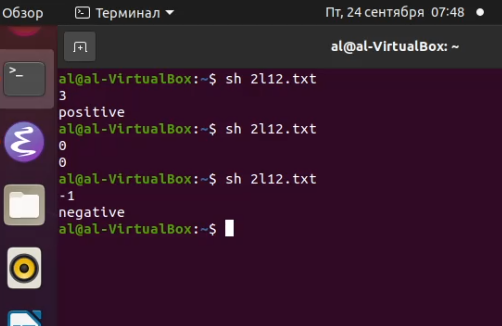 Обзор
Терминал
Пт, 24 сентября 07:48
al@al-VirtualBox: ~
al@al-VirtualBox:~$ sh 2l12.txt
3
positive
al@al-VirtualBox:~$ sh 2l12.txt
0
0
al@al-VirtualBox:~$ sh 2l12.txt
-1
negative
al@al-VirtualBox:~$